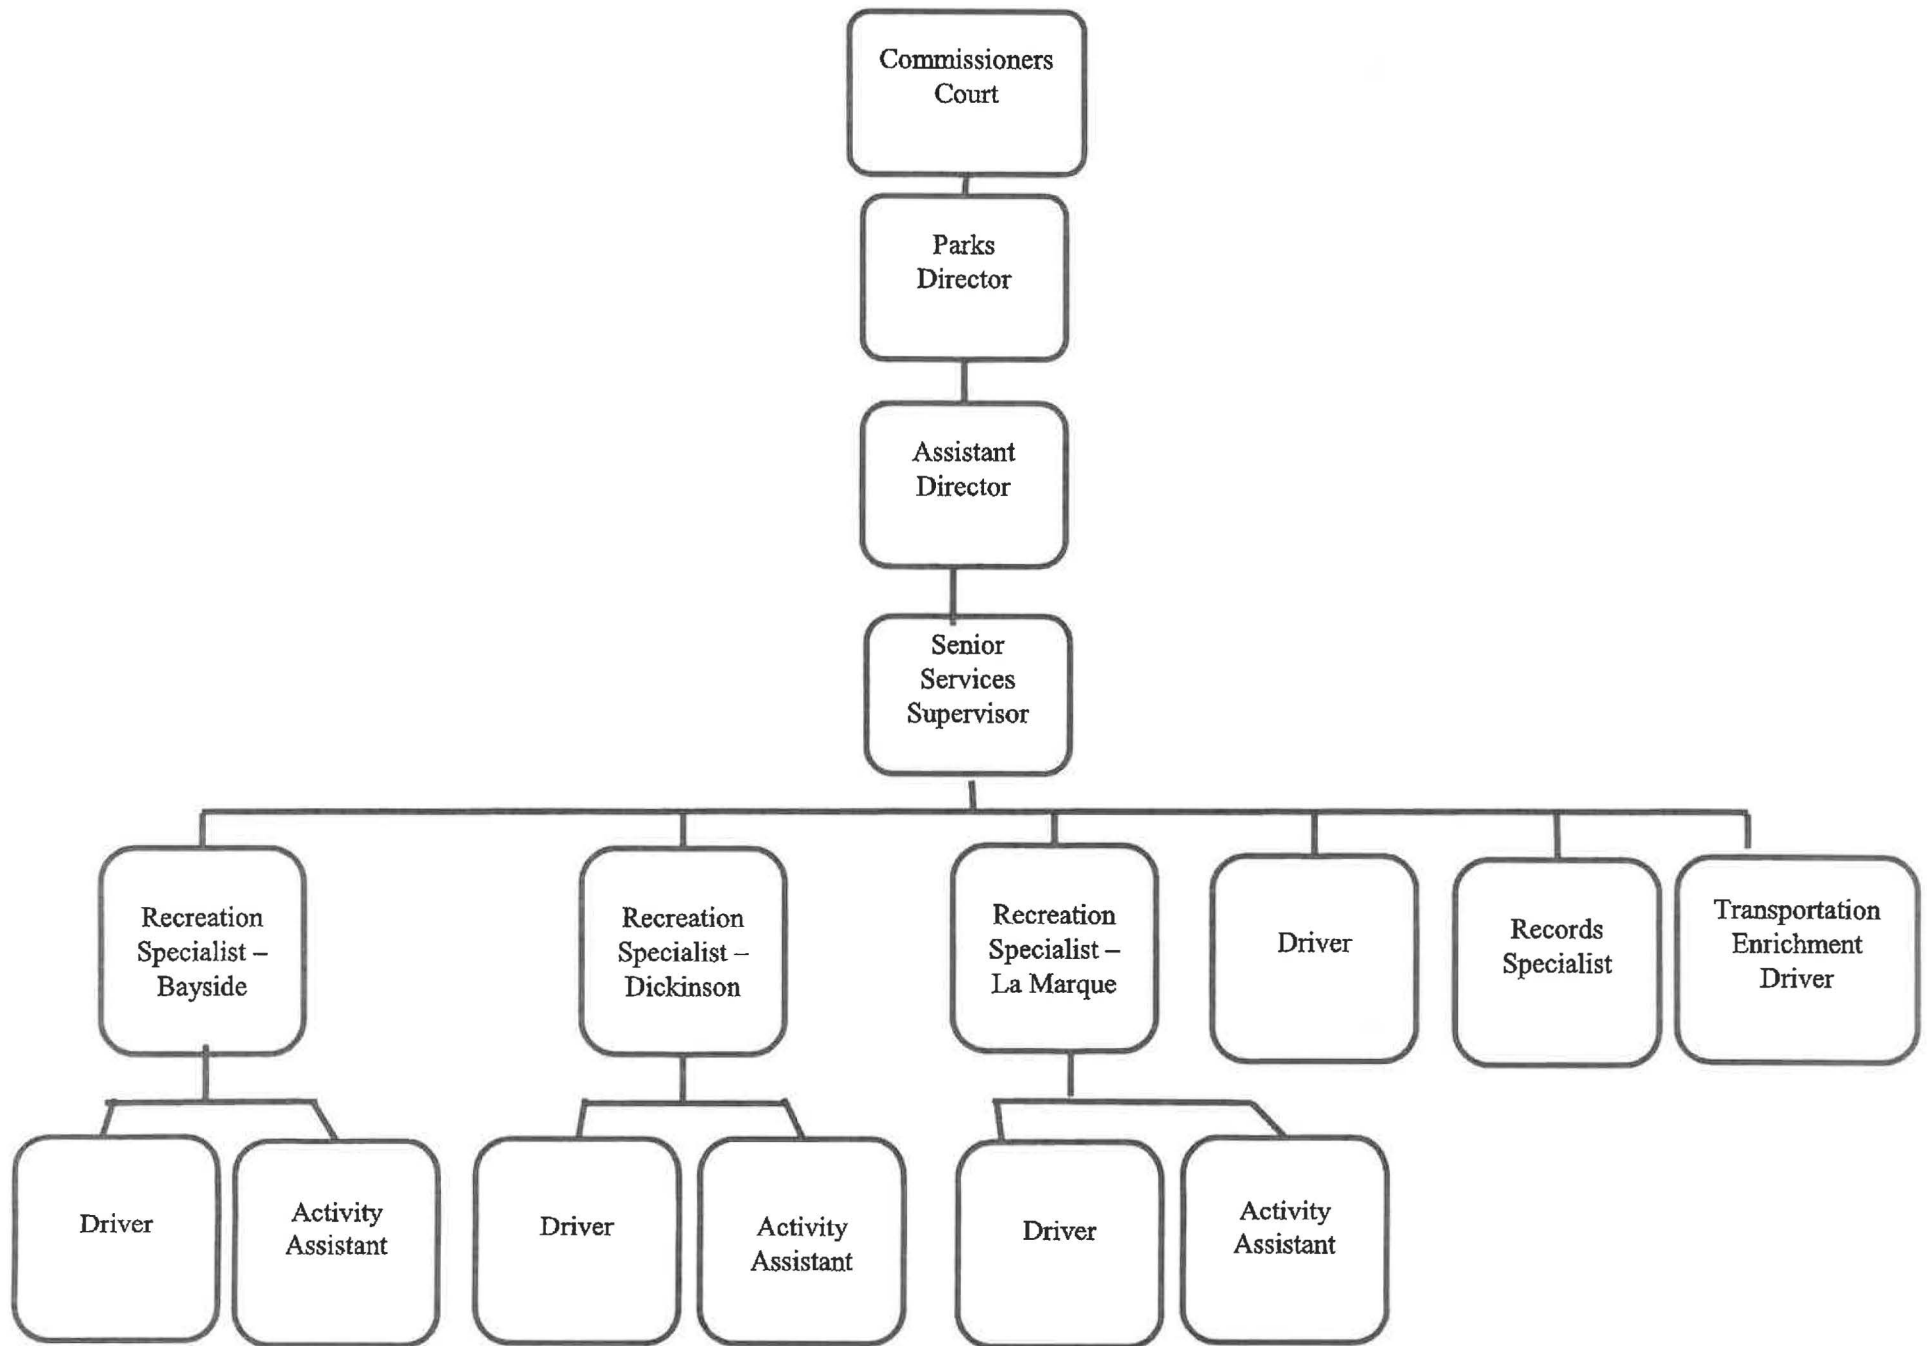 Commissioners
Court
Parks
Director
Assistant
Director
Senior
Services
Supervisor
Recreation
Specialist –
Bayside
Recreation
Specialist –
Dickinson
Recreation
Specialist –
La Marque
Driver
Records
Specialist
Transportation
Enrichment
Driver
Driver
Activity
Assistant
Driver
Activity
Assistant
Driver
Activity
Assistant